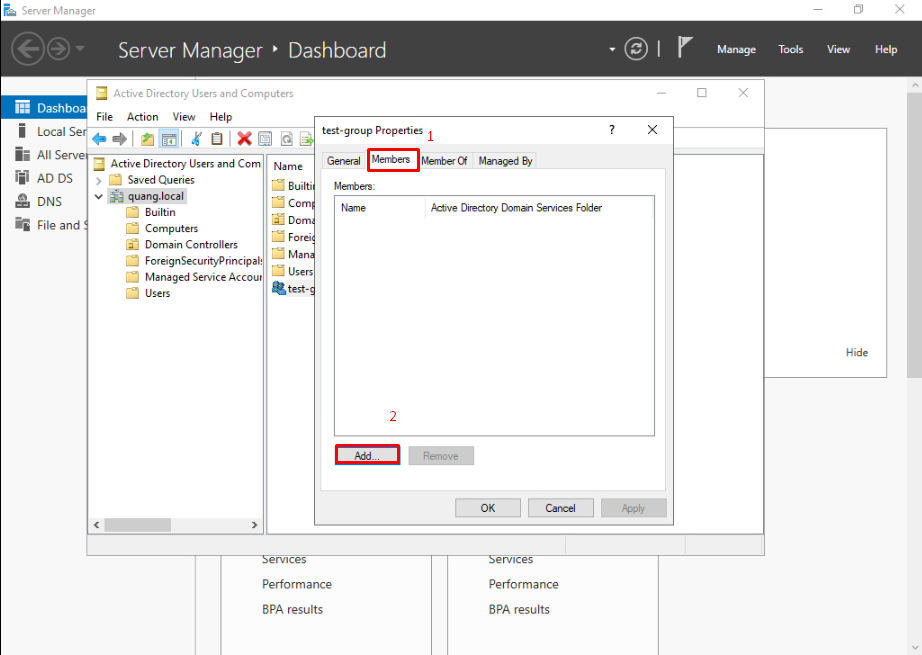 Server Manager
Server Manager • Dashboard
Manage Tools View Help
Dashboa
Local Ser
All Server
AD DS
DNS
File and S
Active Directory Users and Computers
File Action View Help
Active Directory Users and Com
Saved Queries
quang.local
Builtin
Computers
Domain Controllers
ForeignSecurityPrincipals
Managed Service Accour
Users
Name
Builtin
Comp
Doma
Foreig
Mana
Users
test-g
test-group Properties
? 
1
General Members Member Of Managed By
Members:
Name Active Directory Domain Services Folder
2
Add... Remove
OK Cancel Apply
Hide
Services
Performance
BPA results
Services
Performance
BPA results